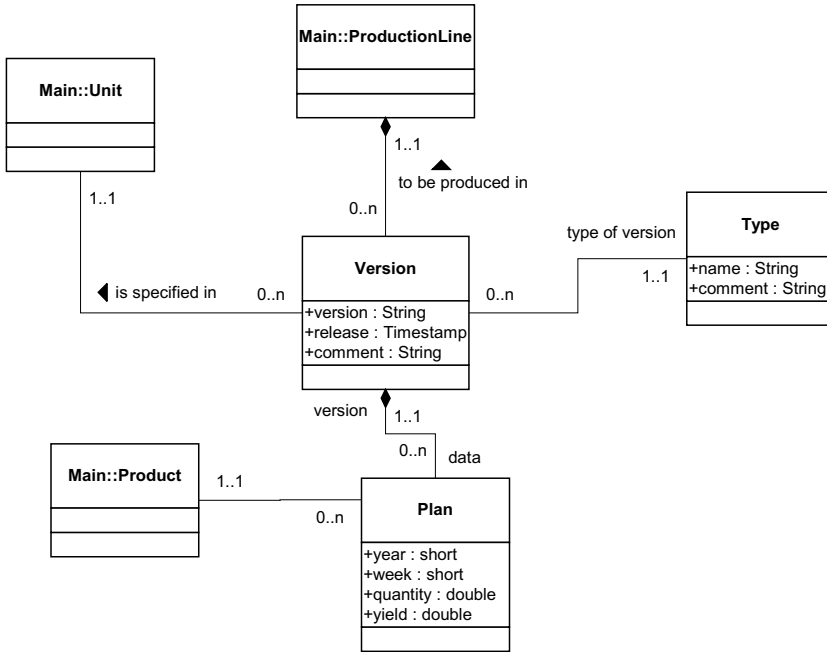 Main::ProductionLine
Main::Unit
1..1
to be produced in
1..1
0..n
type of version
Type
+name : String
+comment : String
1..1
Version
+version : String
+release : Timestamp
+comment : String
is specified in
0..n
0..n
version
1..1
0..n
data
Main::Product
1..1
0..n
Plan
+year : short
+week : short
+quantity : double
+yield : double